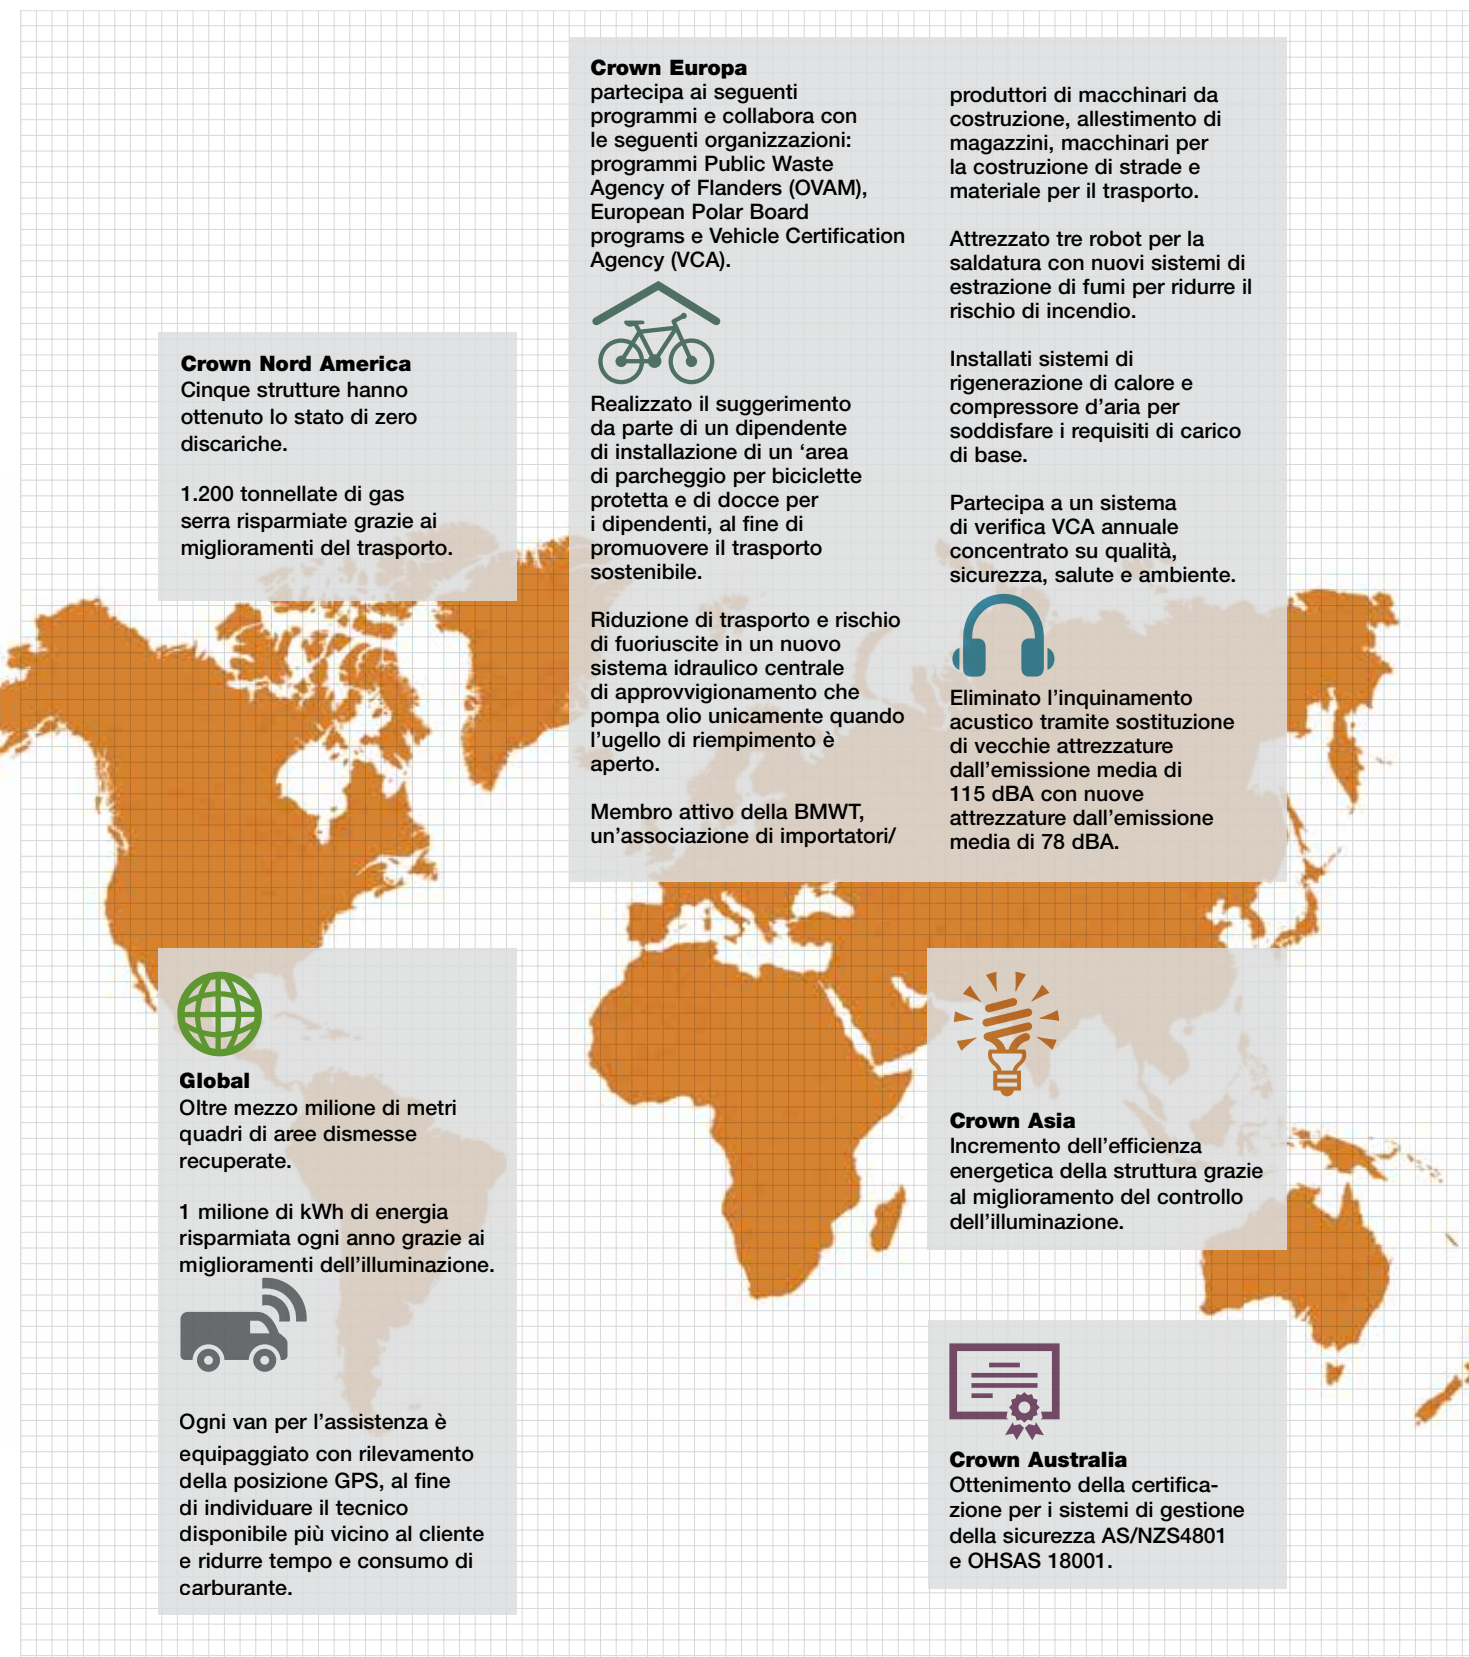 Crown Europa
partecipa ai seguenti
programmi e collabora con
le seguenti organizzazioni:
programmi Public Waste
Agency of Flanders (OVAM),
European Polar Board
programs e Vehicle Certification
Agency (VCA).
Realizzato il suggerimento
da parte di un dipendente
di installazione di un ‘area
di parcheggio per biciclette
protetta e di docce per
i dipendenti, al fine di
promuovere il trasporto
sostenibile.
Riduzione di trasporto e rischio
di fuoriuscite in un nuovo
sistema idraulico centrale
di approvvigionamento che
pompa olio unicamente quando
l’ugello di riempimento è
aperto.
Membro attivo della BMWT,
un’associazione di importatori/
produttori di macchinari da
costruzione, allestimento di
magazzini, macchinari per
la costruzione di strade e
materiale per il trasporto.
Attrezzato tre robot per la
saldatura con nuovi sistemi di
estrazione di fumi per ridurre il
rischio di incendio.
Installati sistemi di
rigenerazione di calore e
compressore d’aria per
soddisfare i requisiti di carico
di base.
Partecipa a un sistema
di verifica VCA annuale
concentrato su qualità,
sicurezza, salute e ambiente.
Eliminato l’inquinamento
acustico tramite sostituzione
di vecchie attrezzature
dall’emissione media di
115 dBA con nuove
attrezzature dall’emissione
media di 78 dBA.
Crown Nord America
Cinque strutture hanno
ottenuto lo stato di zero
discariche.
1.200 tonnellate di gas
serra risparmiate grazie ai
miglioramenti del trasporto.
Global
Oltre mezzo milione di metri
quadri di aree dismesse
recuperate.
1 milione di kWh di energia
risparmiata ogni anno grazie ai
miglioramenti dell’illuminazione.
Ogni van per l’assistenza è
equipaggiato con rilevamento
della posizione GPS, al fine
di individuare il tecnico
disponibile più vicino al cliente
e ridurre tempo e consumo di
carburante.
Crown Asia
Incremento dell’efficienza
energetica della struttura grazie
al miglioramento del controllo
dell’illuminazione.
Crown Australia
Ottenimento della certifica-
zione per i sistemi di gestione
della sicurezza AS/NZS4801
e OHSAS 18001.